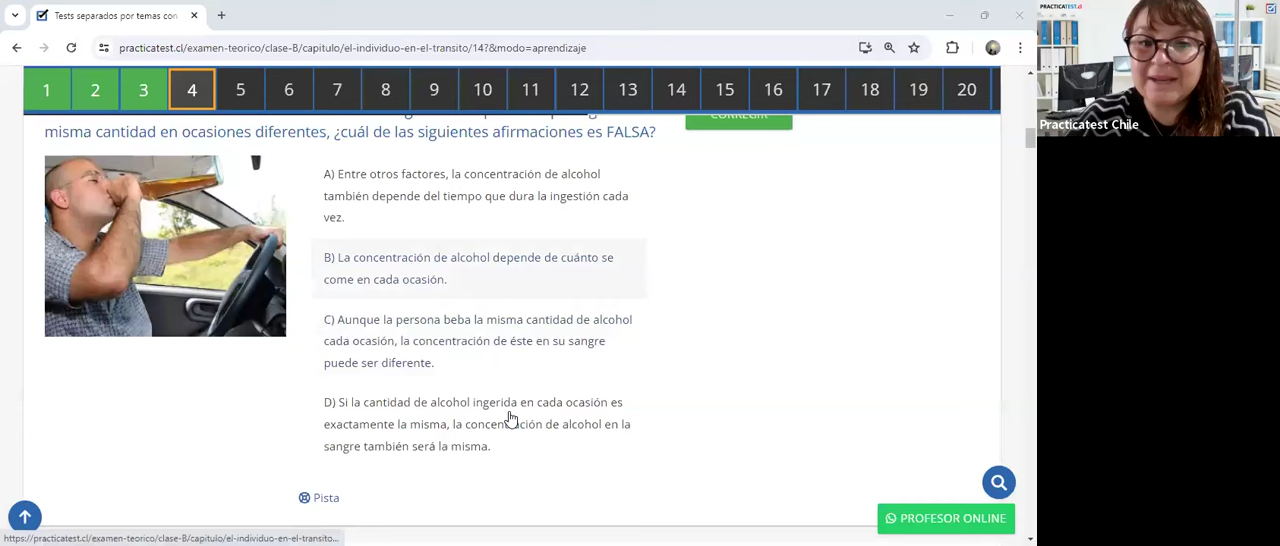 Tests separados por temas con
practicatest.cl/examen-teorico/clase-B/capitulo/el-individuo-en-el-transito/14?&modo=aprendizaje
PRACTICATEST.CL
Practicatest Chile
1 2 3 4 5 6 7 8 9 10 11 12 13 14 15 16 17 18 19 20
misma cantidad en ocasiones diferentes, ¿cuál de las siguientes afirmaciones es FALSA?
CORREGIR
A) Entre otros factores, la concentración de alcohol
también depende del tiempo que dura la ingestión cada
vez.
B) La concentración de alcohol depende de cuánto se
come en cada ocasión.
C) Aunque la persona beba la misma cantidad de alcohol
cada ocasión, la concentración de éste en su sangre
puede ser diferente.
D) Si la cantidad de alcohol ingerida en cada ocasión es
exactamente la misma, la concentración de alcohol en la
sangre también será la misma.
Pista
PROFESOR ONLINE
https://practicatest.cl/examen-teorico/clase-B/capitulo/el-individuo-en-el-transito...